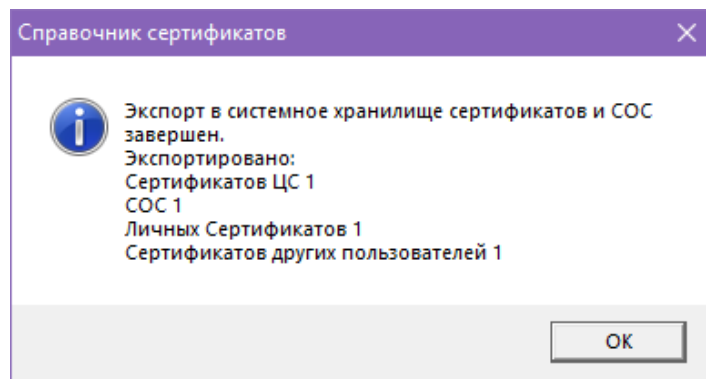 Справочник сертификатов
Экспорт в системное хранилище сертификатов и СОС
завершен.
Экспортировано:
Сертификатов ЦС 1
СОС 1
Личных Сертификатов 1
Сертификатов других пользователей 1
ОК